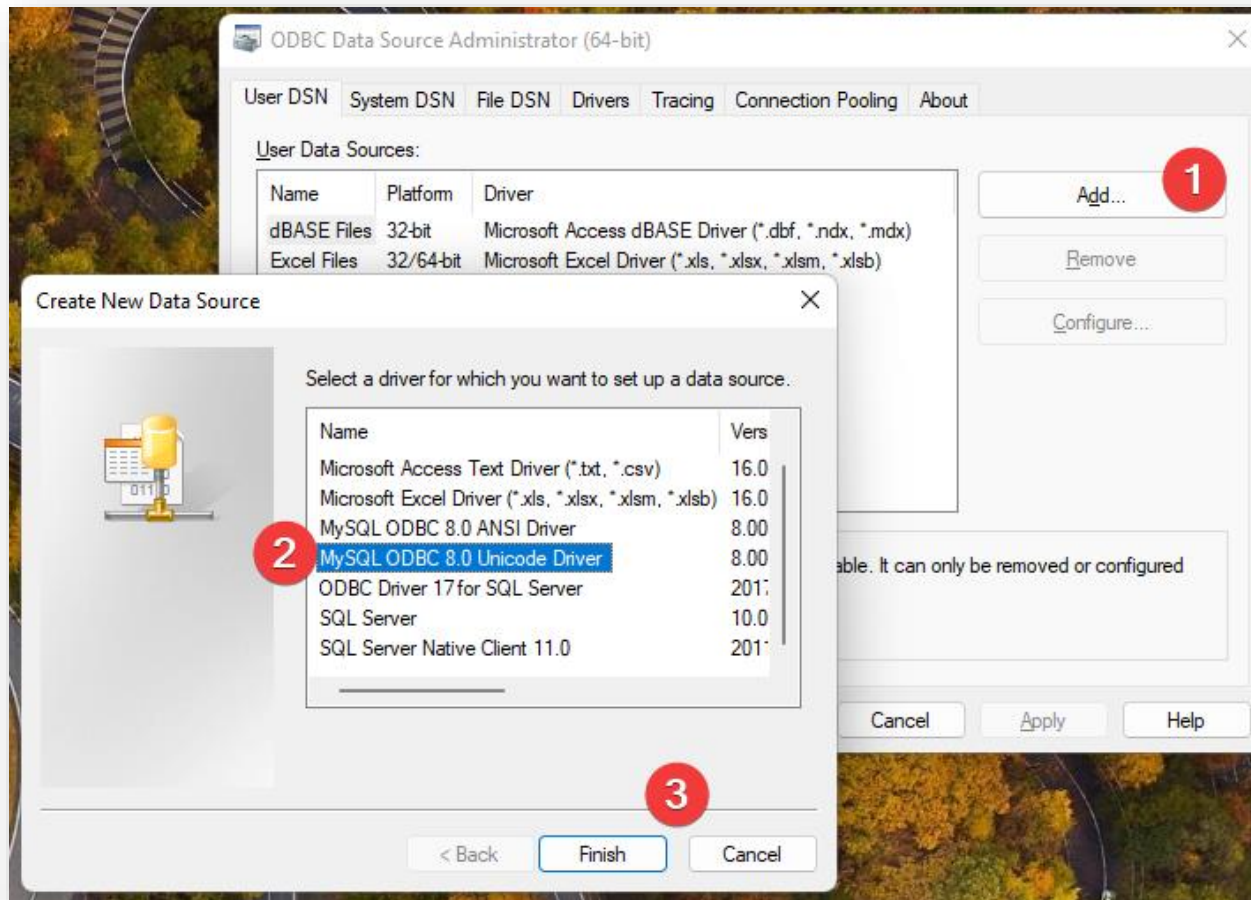 ODBC Data Source Administrator (64-bit)
User DSN System DSN File DSN Drivers Tracing Connection Pooling About
User Data Sources:
Name Platform Driver
dBASE Files 32-bit Microsoft Access dBASE Driver (*.dbf, *.ndx, *.mdx)
Excel Files 32/64-bit Microsoft Excel Driver (*.xls, *.xlsx, *.xlsm, *.xlsb)
Add...
1
Remove
Configure...
Create New Data Source
Select a driver for which you want to set up a data source.
Name Vers
Microsoft Access Text Driver (*.txt, *.csv) 16.0
Microsoft Excel Driver (*.xls, *.xlsx, *.xlsm, *.xlsb) 16.0
MySQL ODBC 8.0 ANSI Driver 8.00
2
MySQL ODBC 8.0 Unicode Driver 8.00
ODBC Driver 17 for SQL Server 2017
SQL Server 10.0
SQL Server Native Client 11.0 201
It can only be removed or configured
Cancel Apply Help
3
< Back Finish Cancel